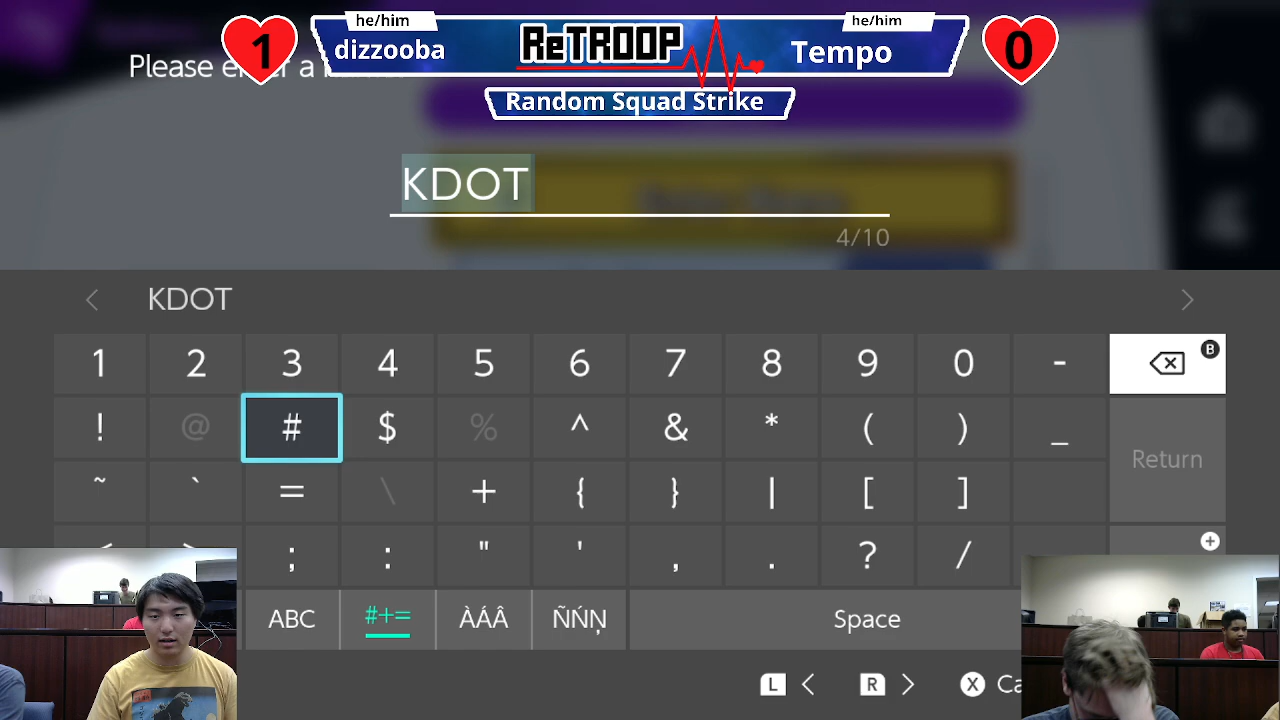 he/him
he/him
1
dizzooba
ReTROOP
Tempo
0
Please
Random Squad Strike
KDOT
4/10
KDOT
1 2 3 4 5 6 7 8 9 0 - B
! @ # $ % ^ & * ( ) _
Return
~ ` = \ + { } | [ ]
; : " ' , . ? / +
ABC #+= ÀÁÂ ÑŃŅ Space
L < R > X